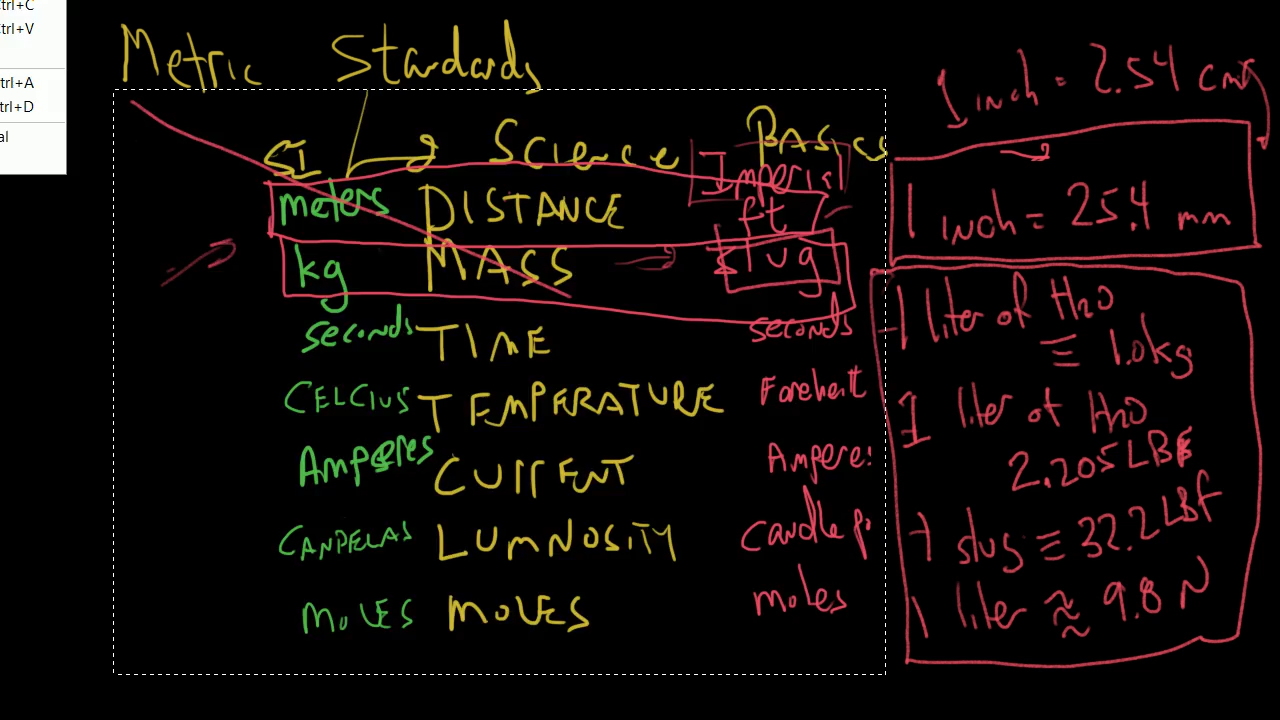 trl+C
trl+V
trl+A
trl+D
al
Metric Standards
SI Science BASICS
Imperial
meters DISTANCE ft
kg MASS slug
seconds TIME seconds
CELCIUS TEMPERATURE Fareheit
Amperes CURRENT Amperes
CANDELAS LUMNOSITY Candle po
MOLES MOLES moles
1 inch = 2.54 cm
1 inch = 25.4 mm
1 liter of H2O
≡ 1.0kg
1 liter of H2O
2.205 LBf
1 slug ≡ 32.2 LBf
1 liter ≈ 9.8 N